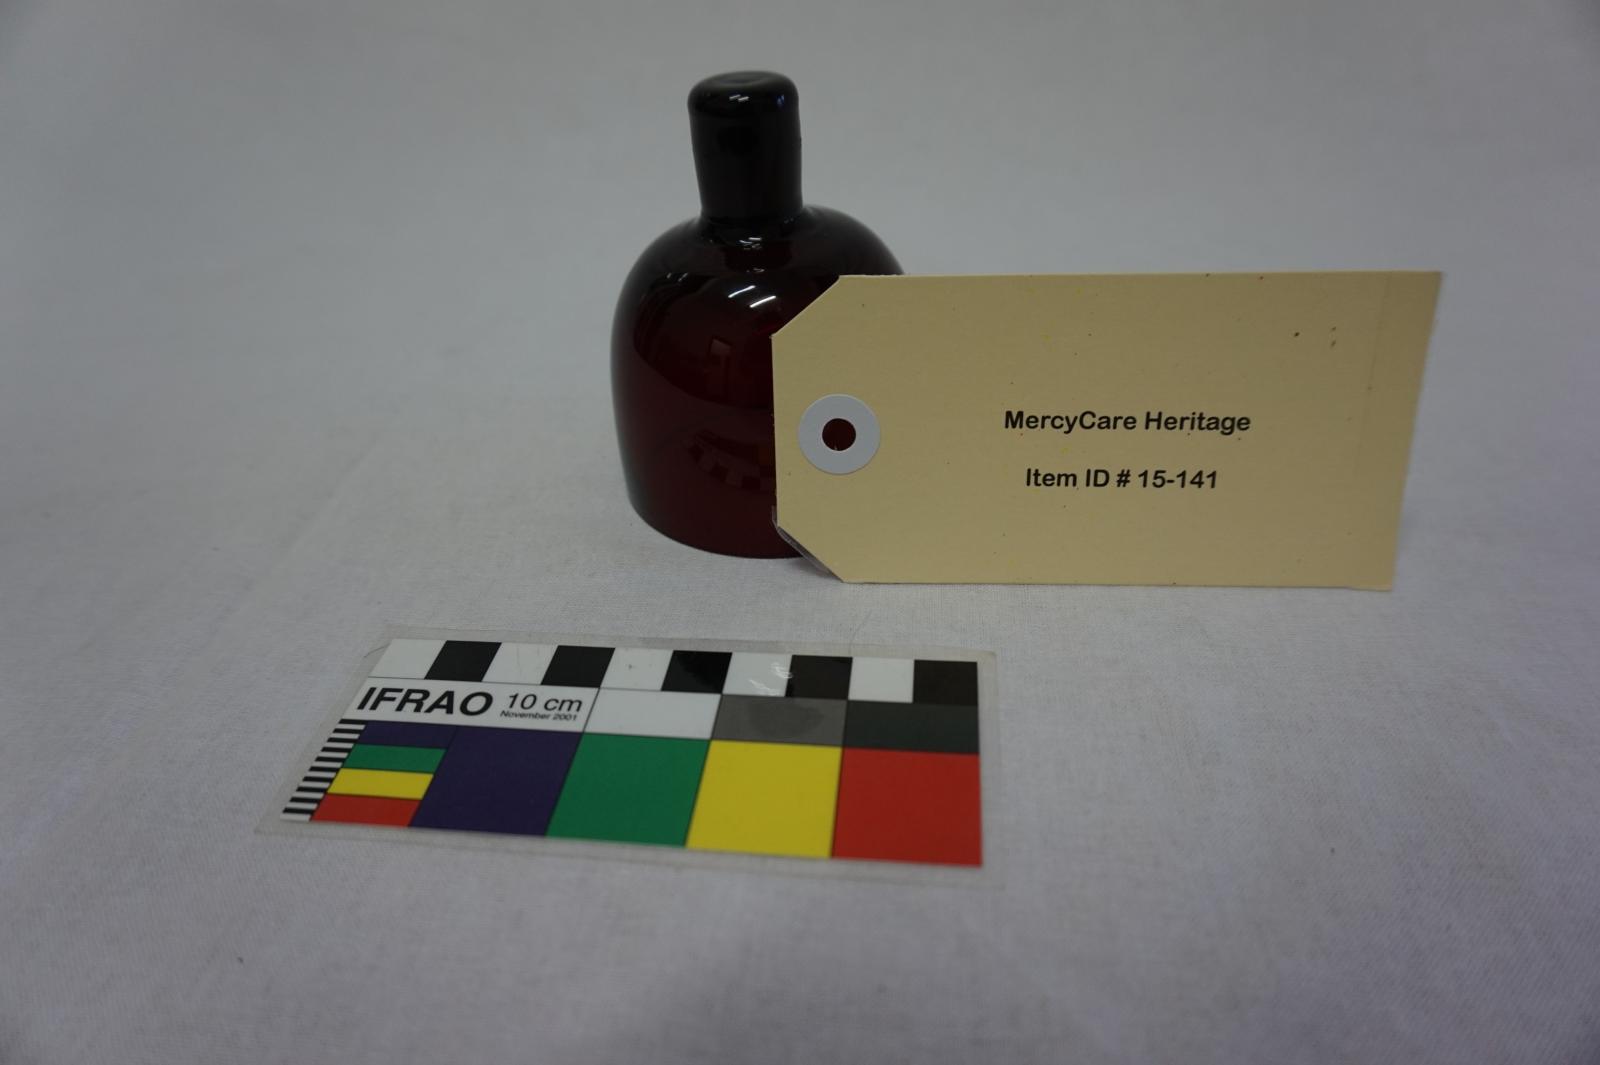 MercyCare Heritage
Item ID # 15-141
IFRAO 10 cm
November 2001